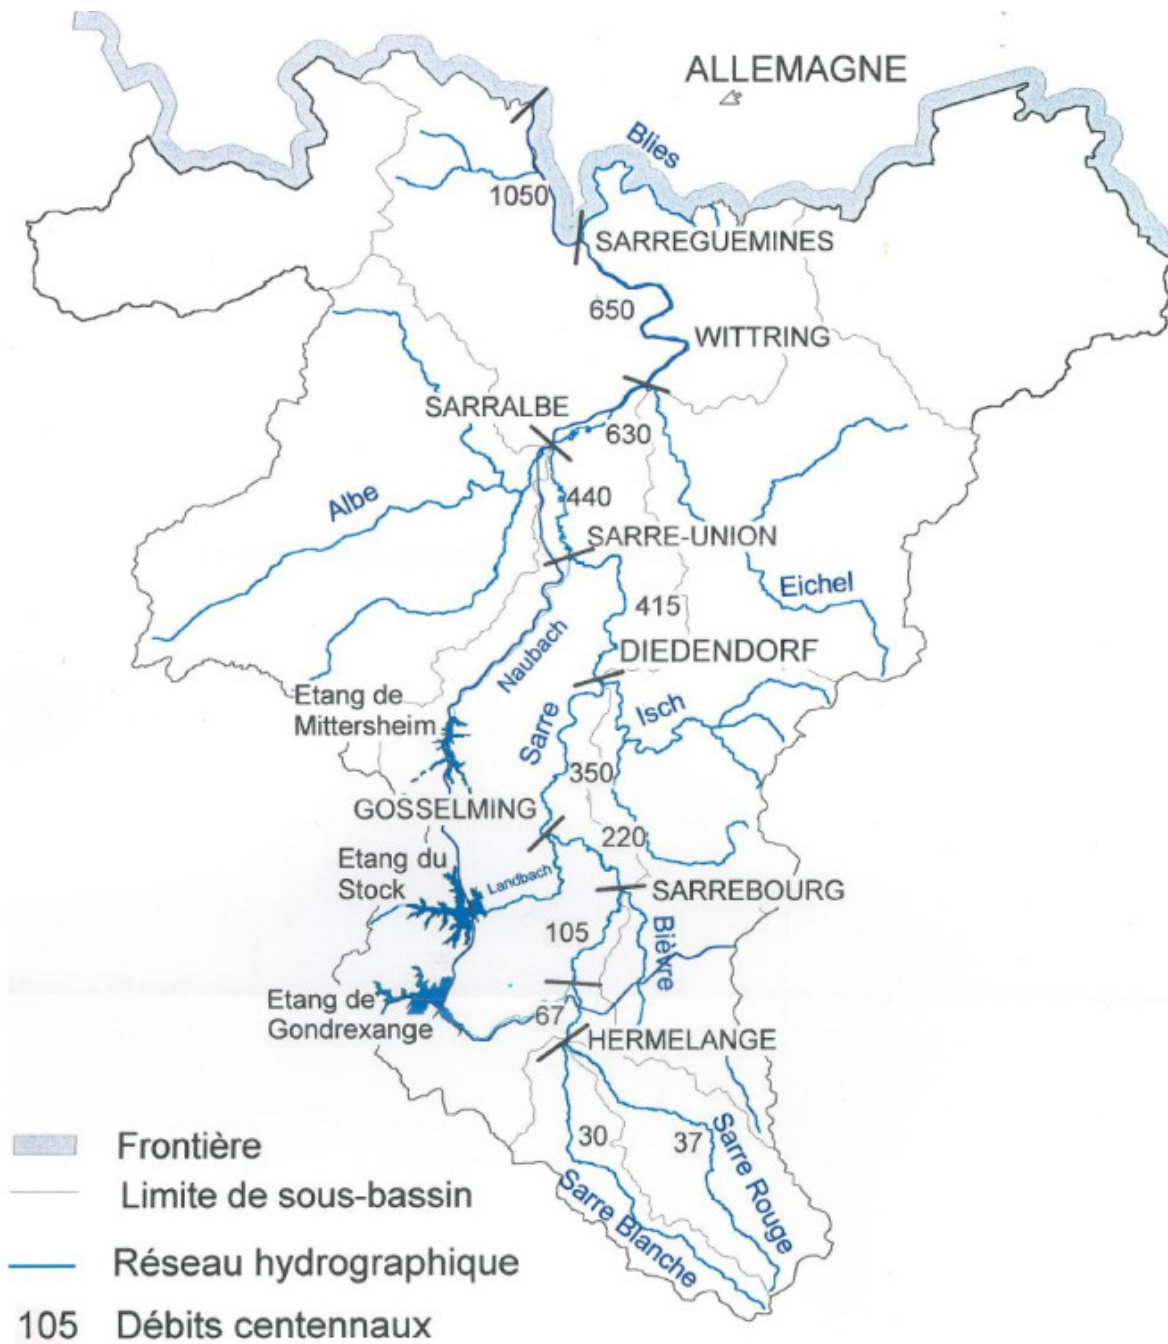 ALLEMAGNE
Blies
1050
SARREGUEMINES
650
WITTRING
SARRALBE
630
Albe
440
SARRE-UNION
Eichel
415
Naubach
DIEDENDORF
Etang de
Mittersheim
Sarre
Isch
350
GOSSELMING
220
Etang du
Stock
Landbach
SARREBOURG
105
Bièvre
Etang de
Gondrexange
67
HERMELANGE
30
37
Sarre Rouge
Sarre Blanche
Frontière
Limite de sous-bassin
Réseau hydrographique
105 Débits centennaux